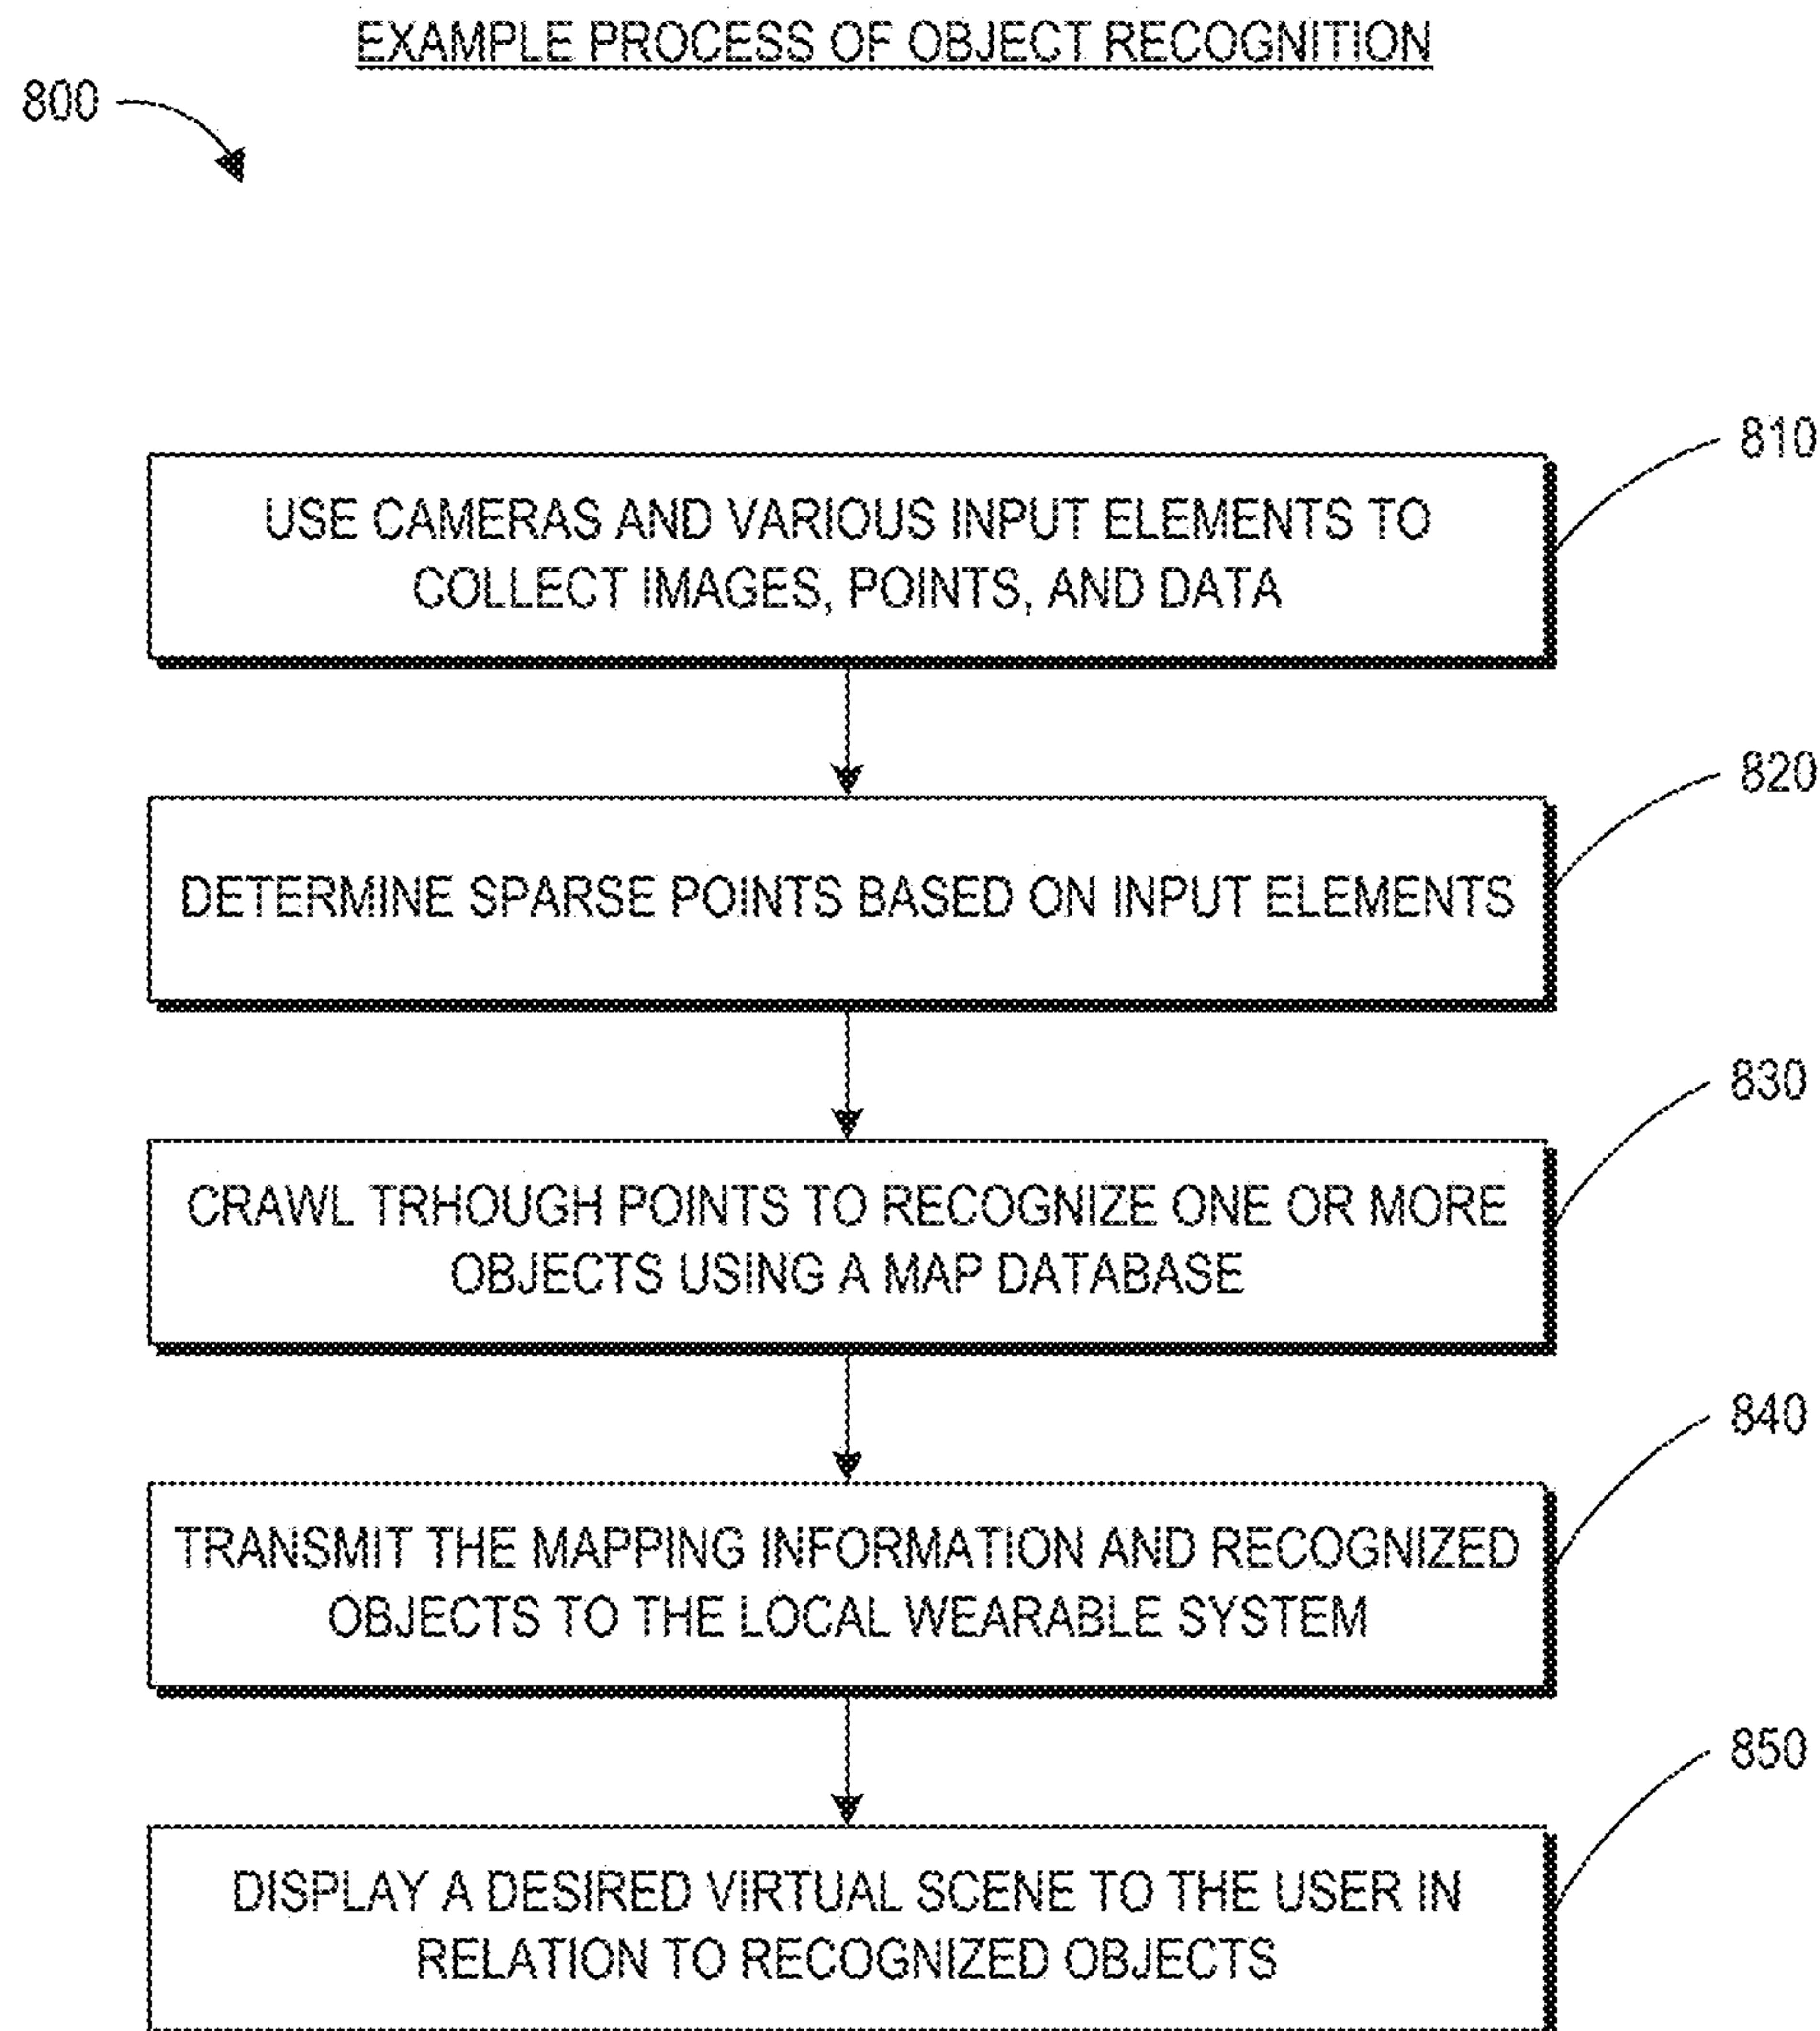 EXAMPLE PROCESS OF OBJECT RECOGNITION
800
810
USE CAMERAS AND VARIOUS INPUT ELEMENTS TO
COLLECT IMAGES, POINTS, AND DATA
820
DETERMINE SPARSE POINTS BASED ON INPUT ELEMENTS
830
CRAWL TRHOUGH POINTS TO RECOGNIZE ONE OR MORE
OBJECTS USING A MAP DATABASE
840
TRANSMIT THE MAPPING INFORMATION AND RECOGNIZED
OBJECTS TO THE LOCAL WEARABLE SYSTEM
850
DISPLAY A DESIRED VIRTUAL SCENE TO THE USER IN
RELATION TO RECOGNIZED OBJECTS